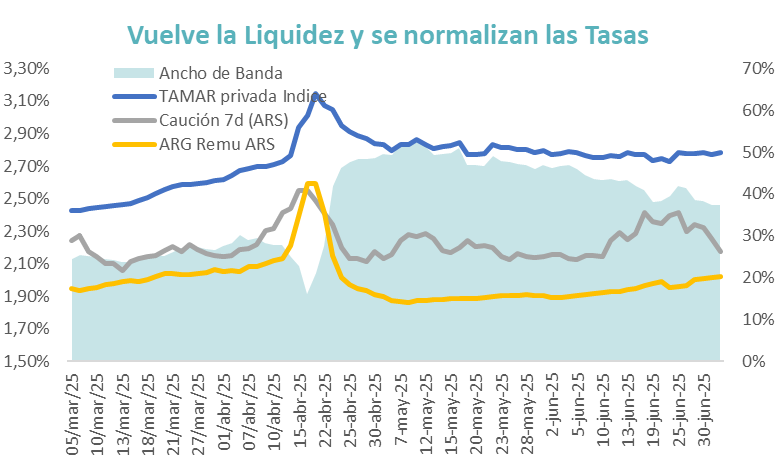 Vuelve la Liquidez y se normalizan las Tasas
3,30%
3,10%
2,90%
2,70%
2,50%
2,30%
2,10%
1,90%
1,70%
1,50%
Ancho de Banda
TAMAR privada Indice
Caución 7d (ARS)
ARG Remu ARS
70%
60%
50%
40%
30%
20%
10%
0%
05/mar/25
10/mar/25
13/mar/25
18/mar/25
21/mar/25
27/mar/25
01/abr/25
07/abr/25
10/abr/25
15-abr-25
22-abr-25
25-abr-25
30-abr-25
7-may-25
12-may-25
15-may-25
20-may-25
23-may-25
28-may-25
2-jun-25
5-jun-25
10-jun-25
13-jun-25
19-jun-25
25-jun-25
30-jun-25